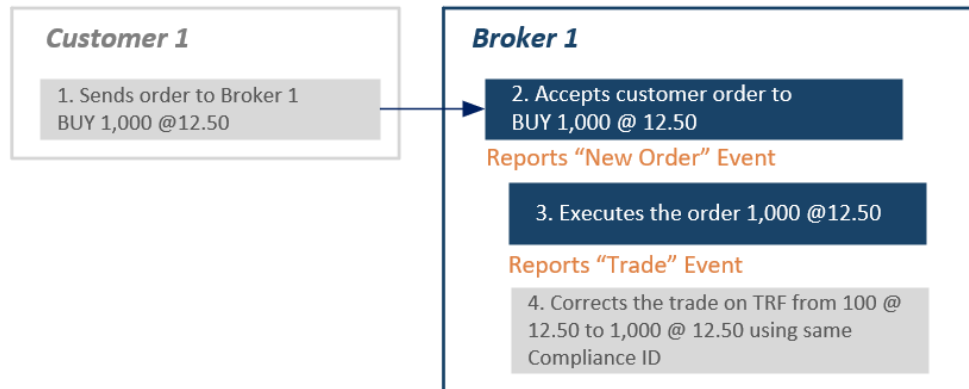 Customer 1
1. Sends order to Broker 1
BUY 1,000 @12.50
Broker 1
2. Accepts customer order to
BUY 1,000 @ 12.50
Reports “New Order” Event
3. Executes the order 1,000 @12.50
Reports “Trade” Event
4. Corrects the trade on TRF from 100 @
12.50 to 1,000 @ 12.50 using same
Compliance ID